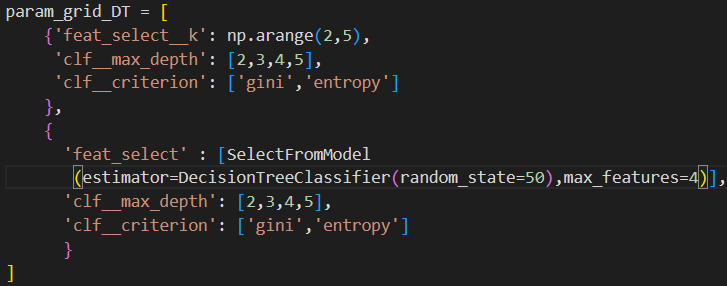 param_grid_DT = [
    {'feat_select__k': np.arange(2,5),
     'clf__max_depth': [2,3,4,5],
     'clf__criterion': ['gini','entropy']
    },
    {
      'feat_select' : [SelectFromModel
       (estimator=DecisionTreeClassifier(random_state=50),max_features=4)],
      'clf__max_depth': [2,3,4,5],
      'clf__criterion': ['gini','entropy']
      }
]